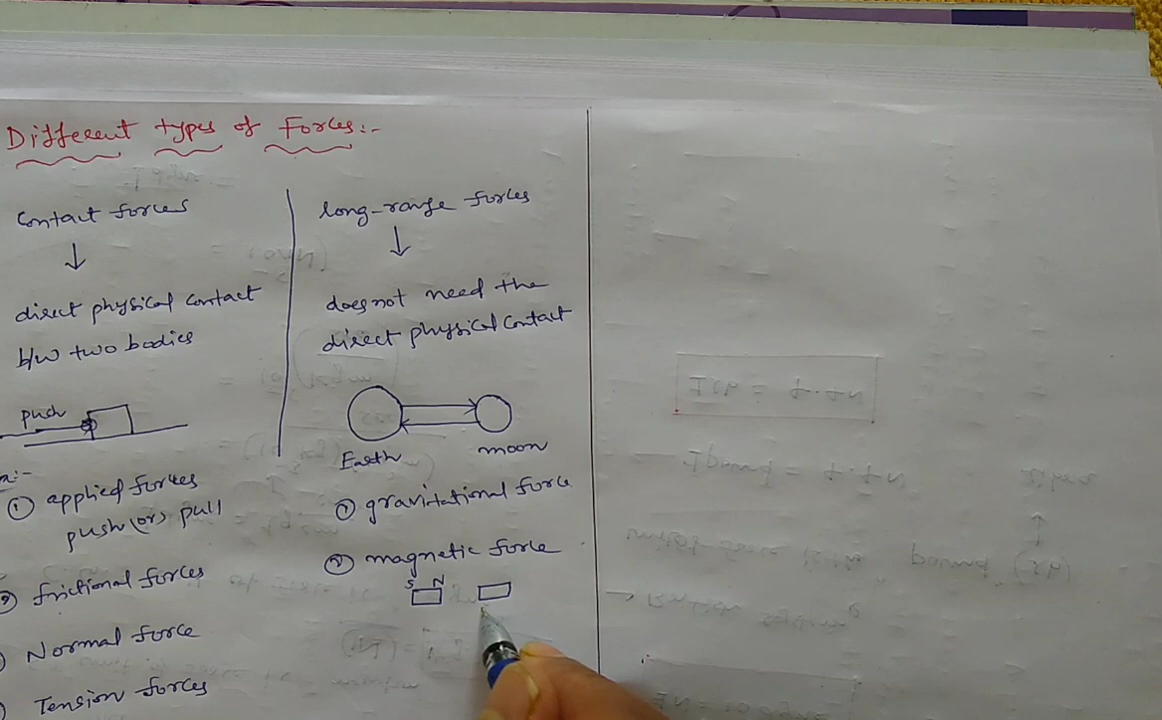 Different types of Forces:-
Contact forces
direct physical contact
b/w two bodies
push
① applied forces
push (or) pull
② frictional forces
Normal force
Tension forces
long-range forces
does not need the
direct physical contact
Earth
moon
① gravitational force
② magnetic force
S N